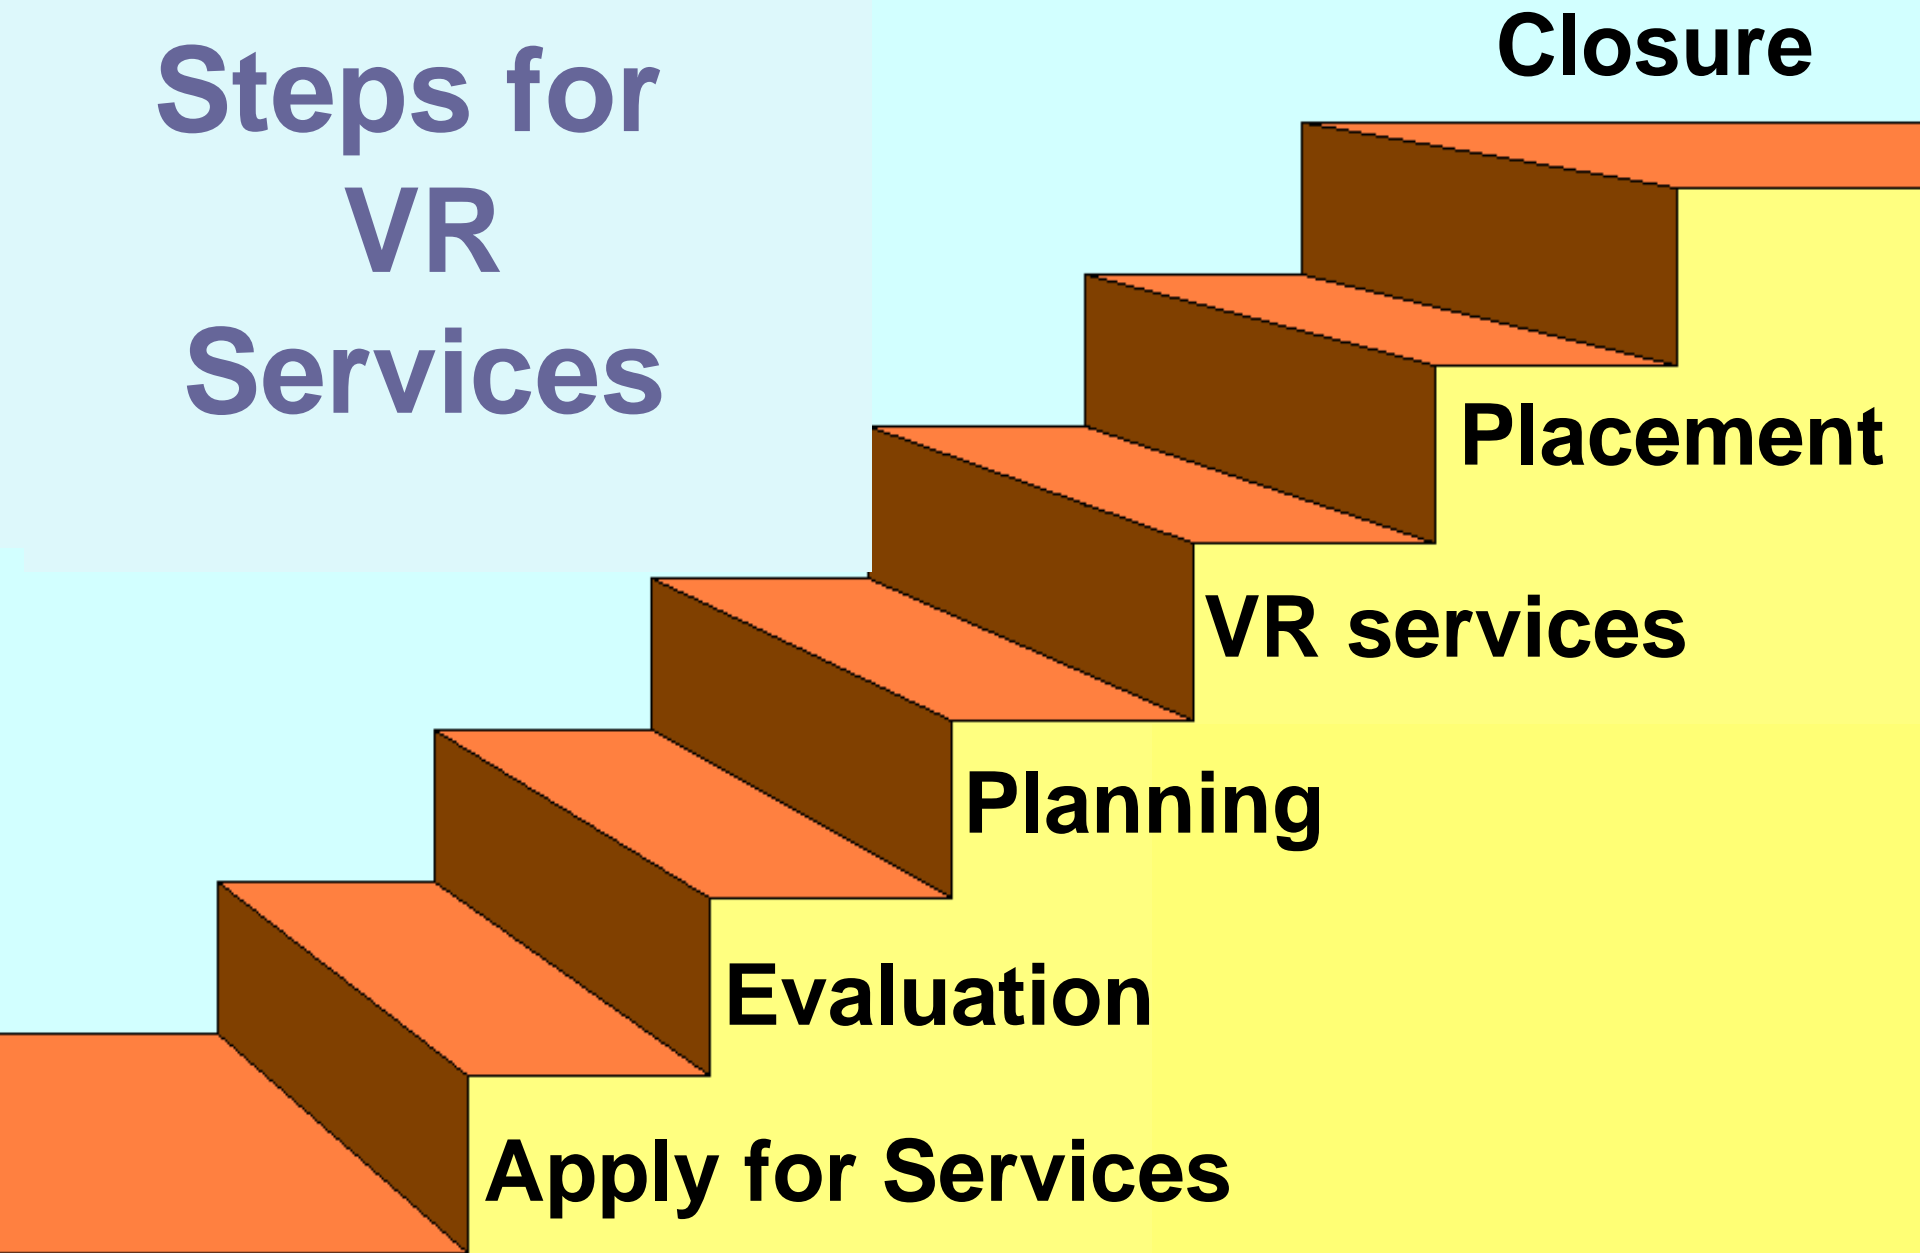 Steps for
VR
Services
Closure
Placement
VR services
Planning
Evaluation
Apply for Services